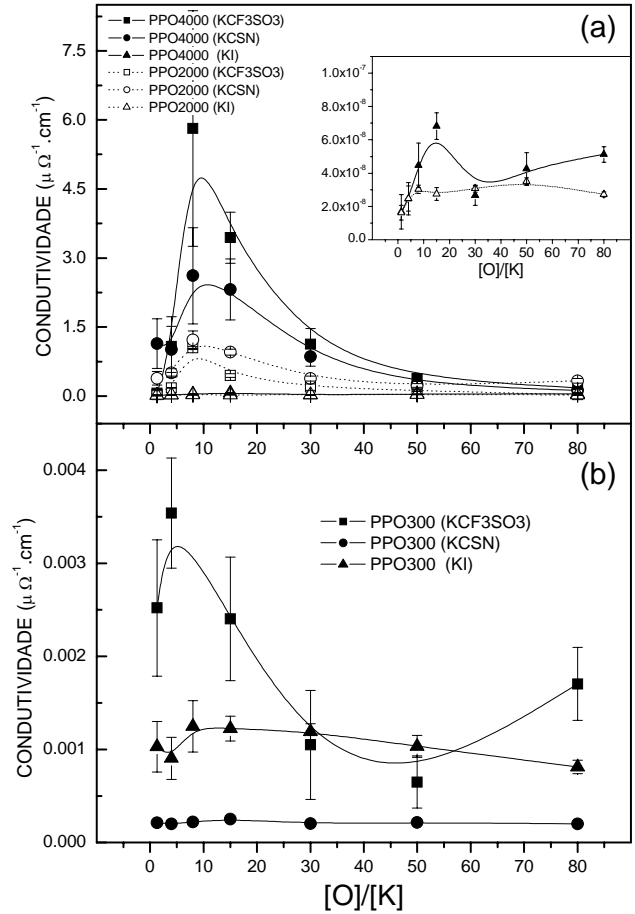 (a)
PPO4000 (KCF3SO3)
PPO4000 (KCSN)
PPO4000 (KI)
PPO2000 (KCF3SO3)
PPO2000 (KCSN)
PPO2000 (KI)
7.5
6.0
4.5
3.0
1.5
0.0
CONDUTIVIDADE (μ Ω⁻¹.cm⁻¹)
1.0x10⁻⁷
8.0x10⁻⁸
6.0x10⁻⁸
4.0x10⁻⁸
2.0x10⁻⁸
0.0
0 10 20 30 40 50 60 70 80
[O]/[K]
0 10 20 30 40 50 60 70 80
(b)
PPO300 (KCF3SO3)
PPO300 (KCSN)
PPO300 (KI)
0.004
0.003
0.002
0.001
0.000
CONDUTIVIDADE (μ Ω⁻¹.cm⁻¹)
0 10 20 30 40 50 60 70 80
[O]/[K]